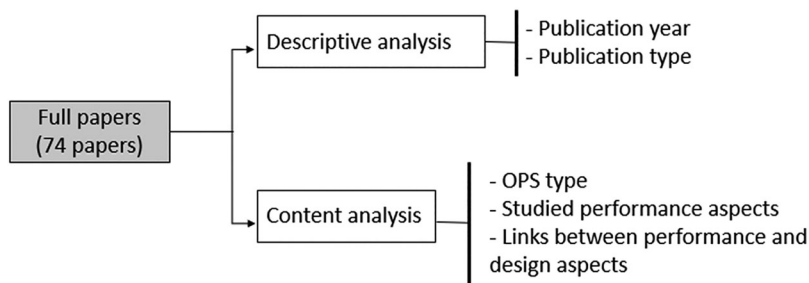 Full papers
(74 papers)
Descriptive analysis
- Publication year
- Publication type
Content analysis
- OPS type
- Studied performance aspects
- Links between performance and
design aspects